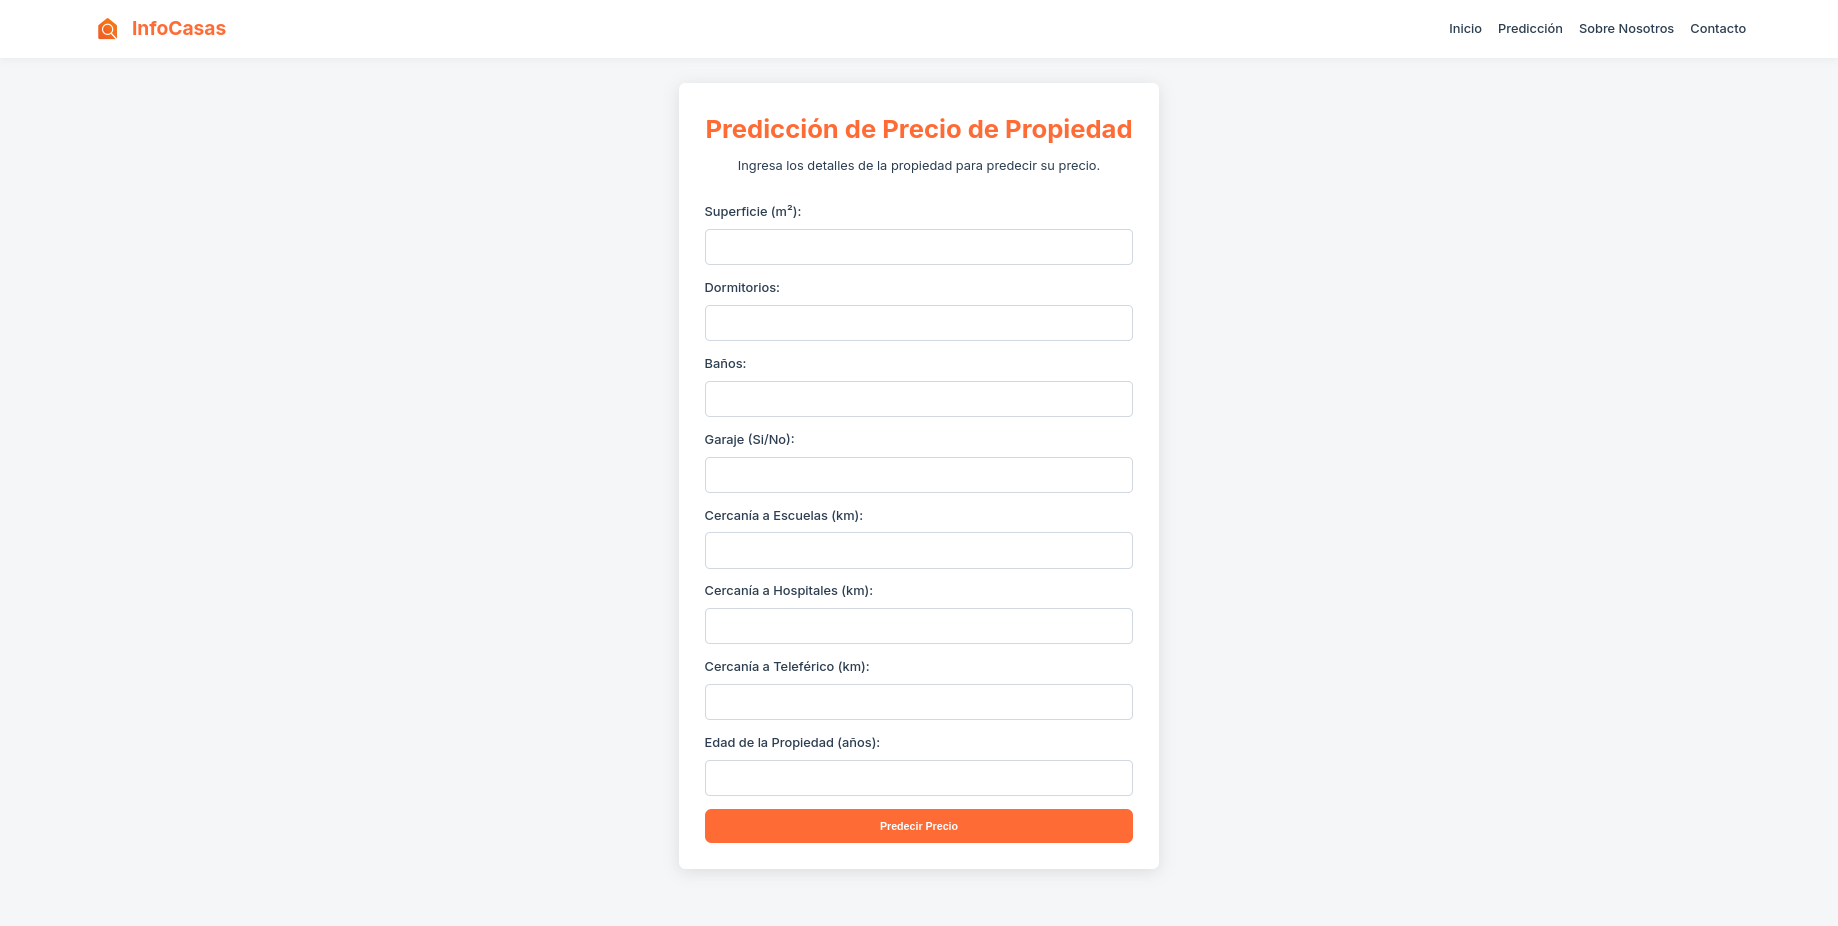 InfoCasas
Inicio Predicción Sobre Nosotros Contacto
Predicción de Precio de Propiedad
Ingresa los detalles de la propiedad para predecir su precio.
Superficie (m²):
Dormitorios:
Baños:
Garaje (Si/No):
Cercanía a Escuelas (km):
Cercanía a Hospitales (km):
Cercanía a Teleférico (km):
Edad de la Propiedad (años):
Predecir Precio